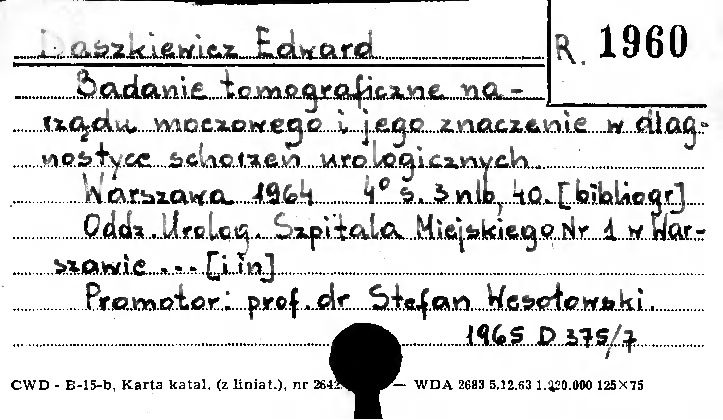 Daszkiewicz Edward
R. 1960
Badanie tomograficzne na-
rządu moczowego i jego znaczenie w diag-
nostyce schorzeń urologicznych.
Warszawa 1964 4° s. 3 nlb, 40. [bibliogr]
Oddz. Urolog. Szpitala Miejskiego Nr 1 w War-
szawie ... [i in]
Promotor: prof. dr Stefan Wesołowski.
1965 D 375/7
CWD - B-15-b, Karta katal. (z liniat.), nr 2642 — WDA 2683 5.12.63 1.220.000 125×75